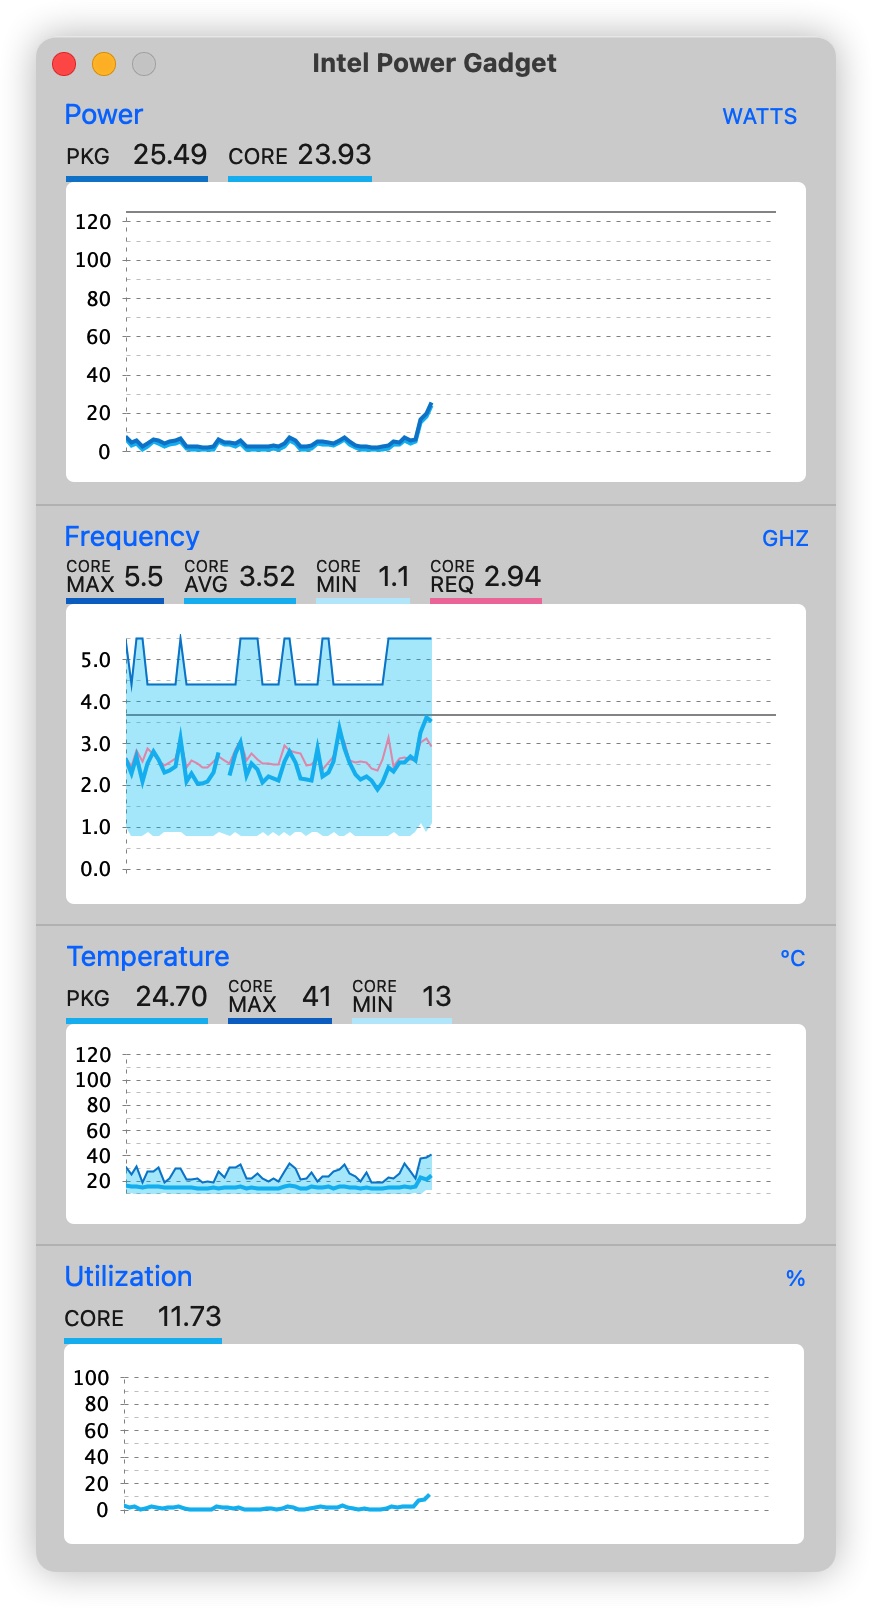 Intel Power Gadget
Power WATTS
PKG 25.49 CORE 23.93
120
100
80
60
40
20
0
Frequency GHZ
CORE MAX 5.5 CORE AVG 3.52 CORE MIN 1.1 CORE REQ 2.94
5.0
4.0
3.0
2.0
1.0
0.0
Temperature °C
PKG 24.70 CORE MAX 41 CORE MIN 13
120
100
80
60
40
20
Utilization %
CORE 11.73
100
80
60
40
20
0